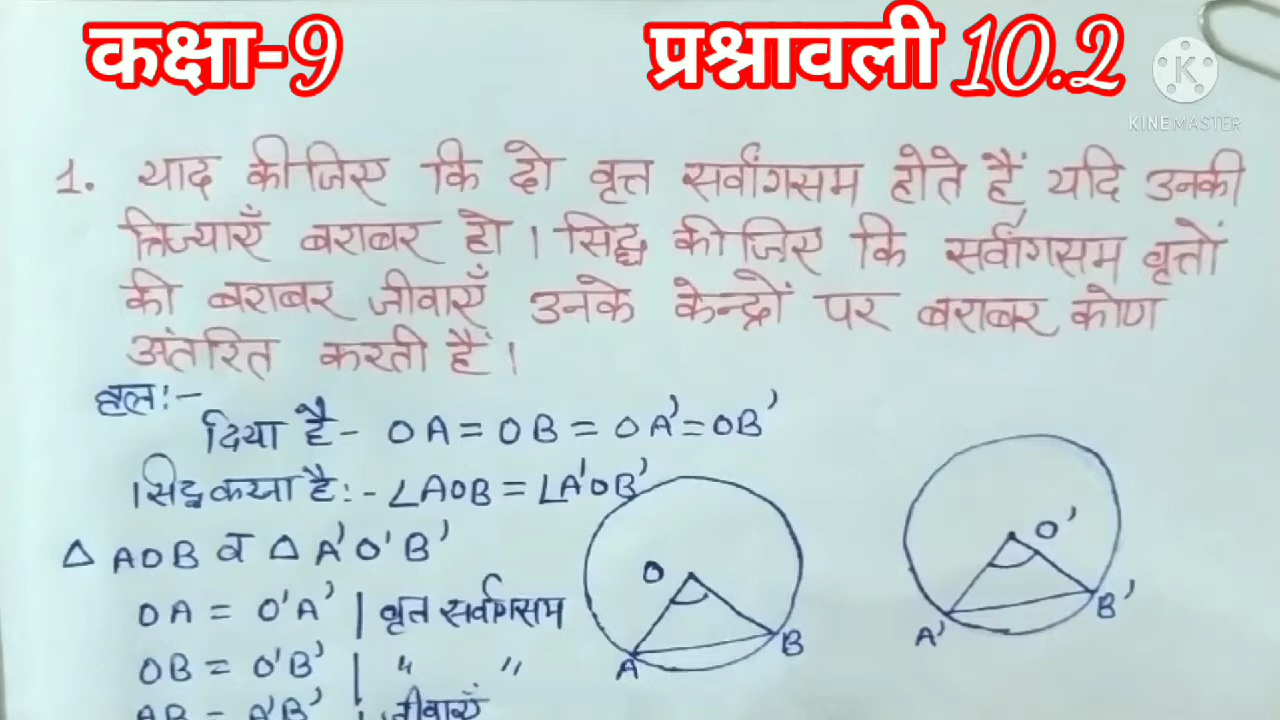 कक्षा-9 प्रश्नावली 10.2
K
KINEMASTER
1. याद कीजिए कि दो वृत्त सर्वांगसम होते हैं यदि उनकी
त्रिज्याएँ बराबर हो । सिद्ध कीजिए कि सर्वांगसम वृत्तों
की बराबर जीवाएँ उनके केन्द्रों पर बराबर कोण
अंतरित करती हैं ।
हल:-
दिया है- OA = OB = OA' = OB'
सिद्ध करना है:- ∠AOB = ∠A'OB'
△ AOB व △ A'O'B'
OA = O'A' | वृत्त सर्वागसम
OB = O'B' | " "
AB = A'B' | जीवाएँ
O
A
B
O'
A'
B'